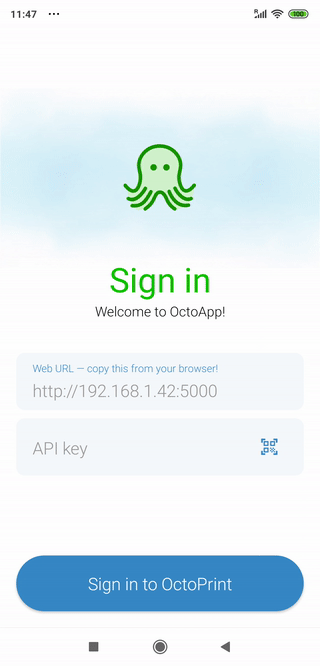 11:47 ... R 100
Sign in
Welcome to OctoApp!
Web URL — copy this from your browser!
http://192.168.1.42:5000
API key
Sign in to OctoPrint